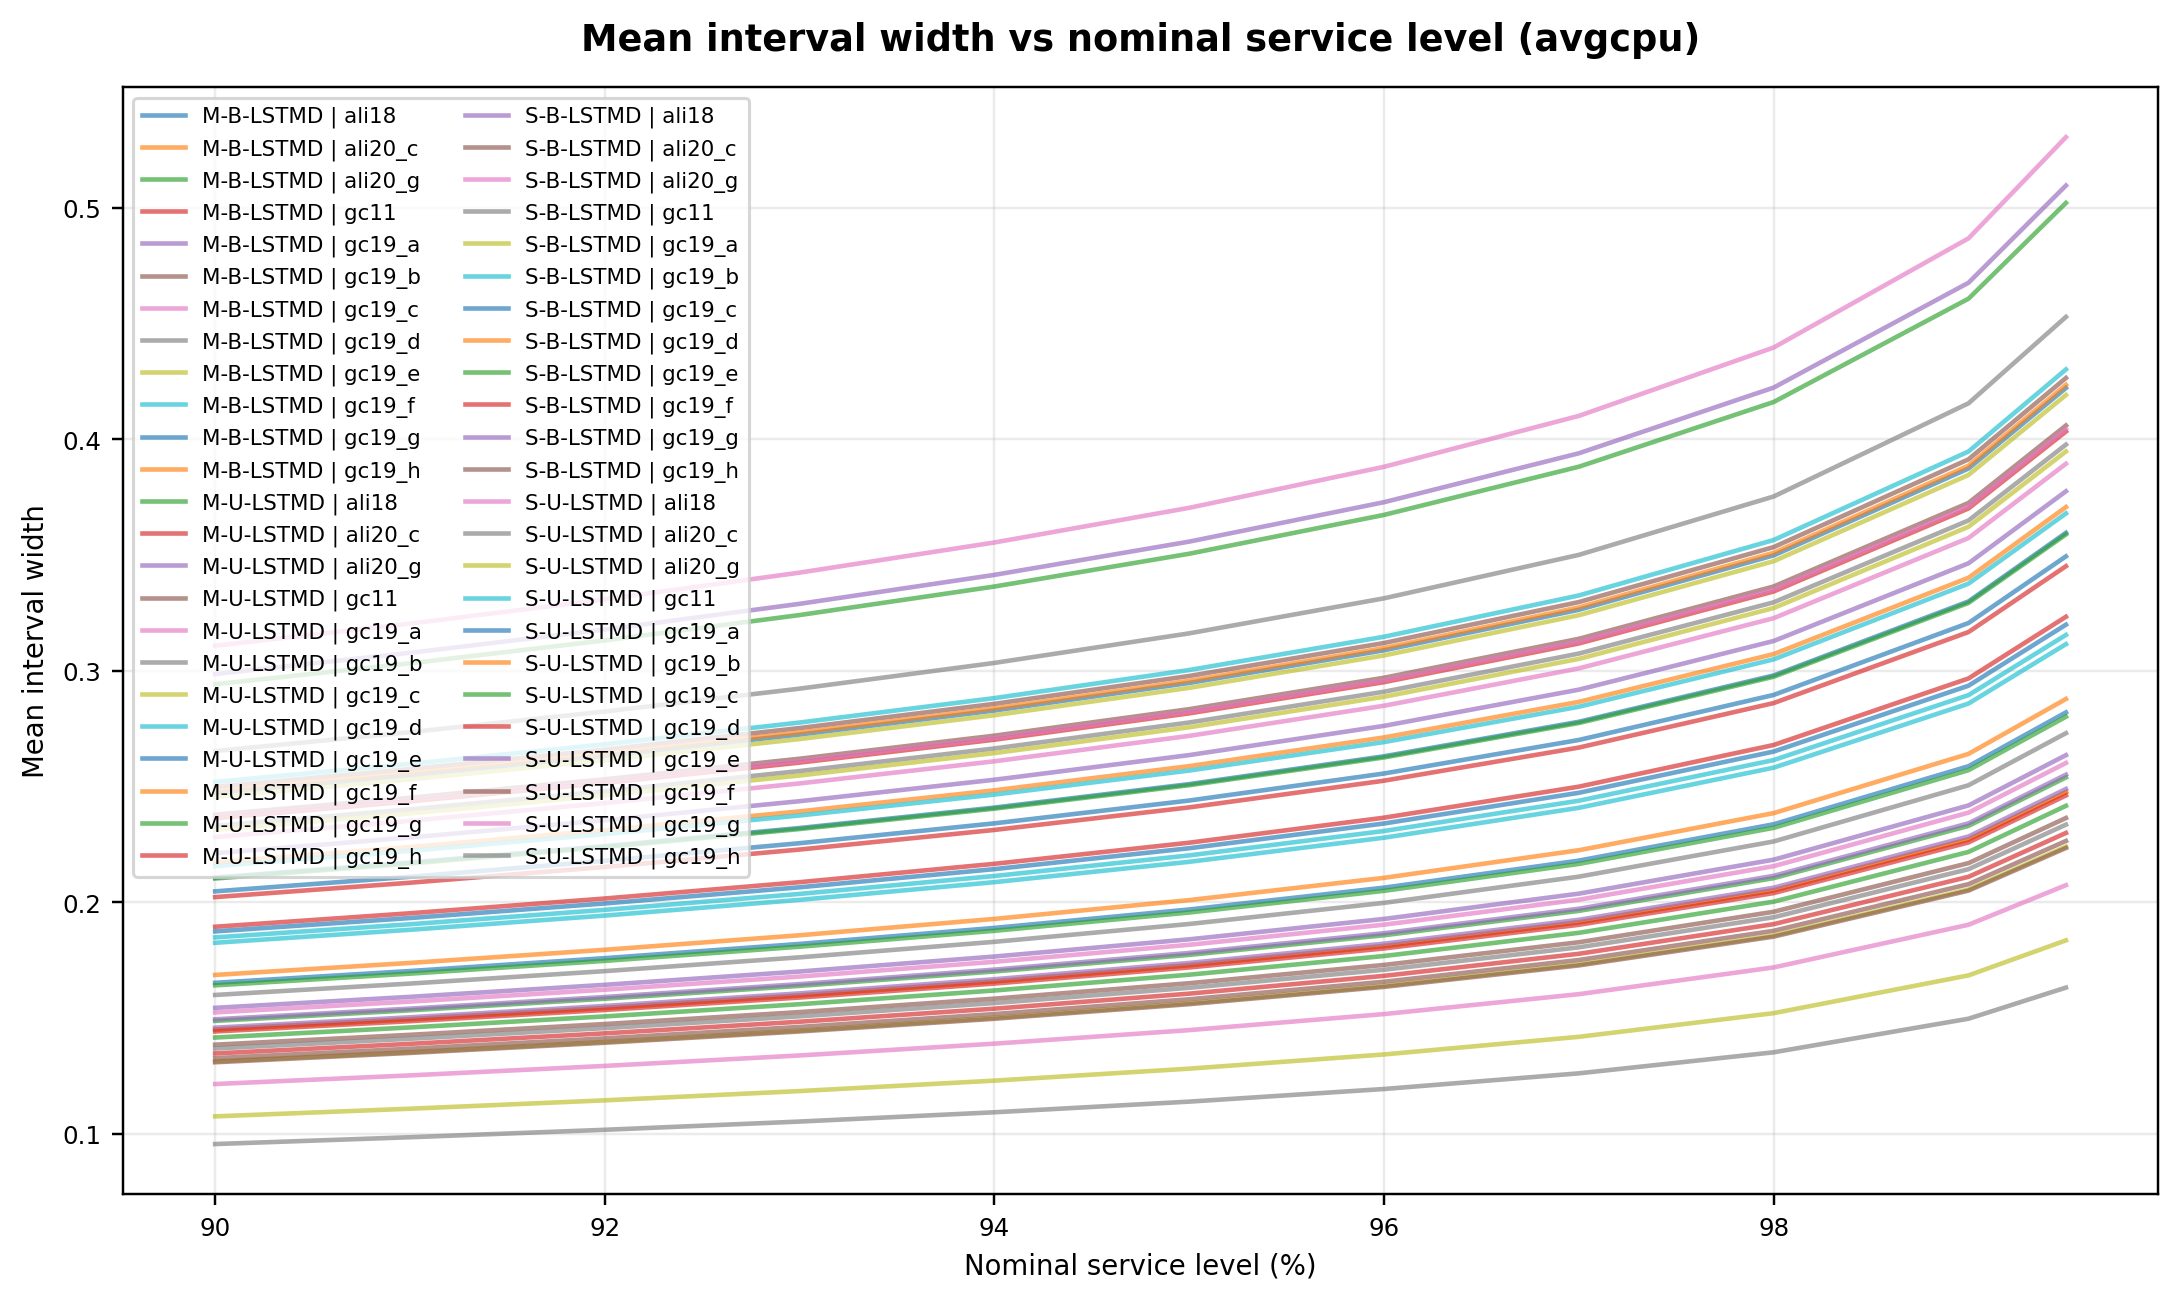 Mean interval width vs nominal service level (avgcpu)
M-B-LSTMD | ali18
M-B-LSTMD | ali20_c
M-B-LSTMD | ali20_g
M-B-LSTMD | gc11
M-B-LSTMD | gc19_a
M-B-LSTMD | gc19_b
M-B-LSTMD | gc19_c
M-B-LSTMD | gc19_d
M-B-LSTMD | gc19_e
M-B-LSTMD | gc19_f
M-B-LSTMD | gc19_g
M-B-LSTMD | gc19_h
M-U-LSTMD | ali18
M-U-LSTMD | ali20_c
M-U-LSTMD | ali20_g
M-U-LSTMD | gc11
M-U-LSTMD | gc19_a
M-U-LSTMD | gc19_b
M-U-LSTMD | gc19_c
M-U-LSTMD | gc19_d
M-U-LSTMD | gc19_e
M-U-LSTMD | gc19_f
M-U-LSTMD | gc19_g
M-U-LSTMD | gc19_h
S-B-LSTMD | ali18
S-B-LSTMD | ali20_c
S-B-LSTMD | ali20_g
S-B-LSTMD | gc11
S-B-LSTMD | gc19_a
S-B-LSTMD | gc19_b
S-B-LSTMD | gc19_c
S-B-LSTMD | gc19_d
S-B-LSTMD | gc19_e
S-B-LSTMD | gc19_f
S-B-LSTMD | gc19_g
S-B-LSTMD | gc19_h
S-U-LSTMD | ali18
S-U-LSTMD | ali20_c
S-U-LSTMD | ali20_g
S-U-LSTMD | gc11
S-U-LSTMD | gc19_a
S-U-LSTMD | gc19_b
S-U-LSTMD | gc19_c
S-U-LSTMD | gc19_d
S-U-LSTMD | gc19_e
S-U-LSTMD | gc19_f
S-U-LSTMD | gc19_g
S-U-LSTMD | gc19_h
Mean interval width
0.5
0.4
0.3
0.2
0.1
90
92
94
96
98
Nominal service level (%)